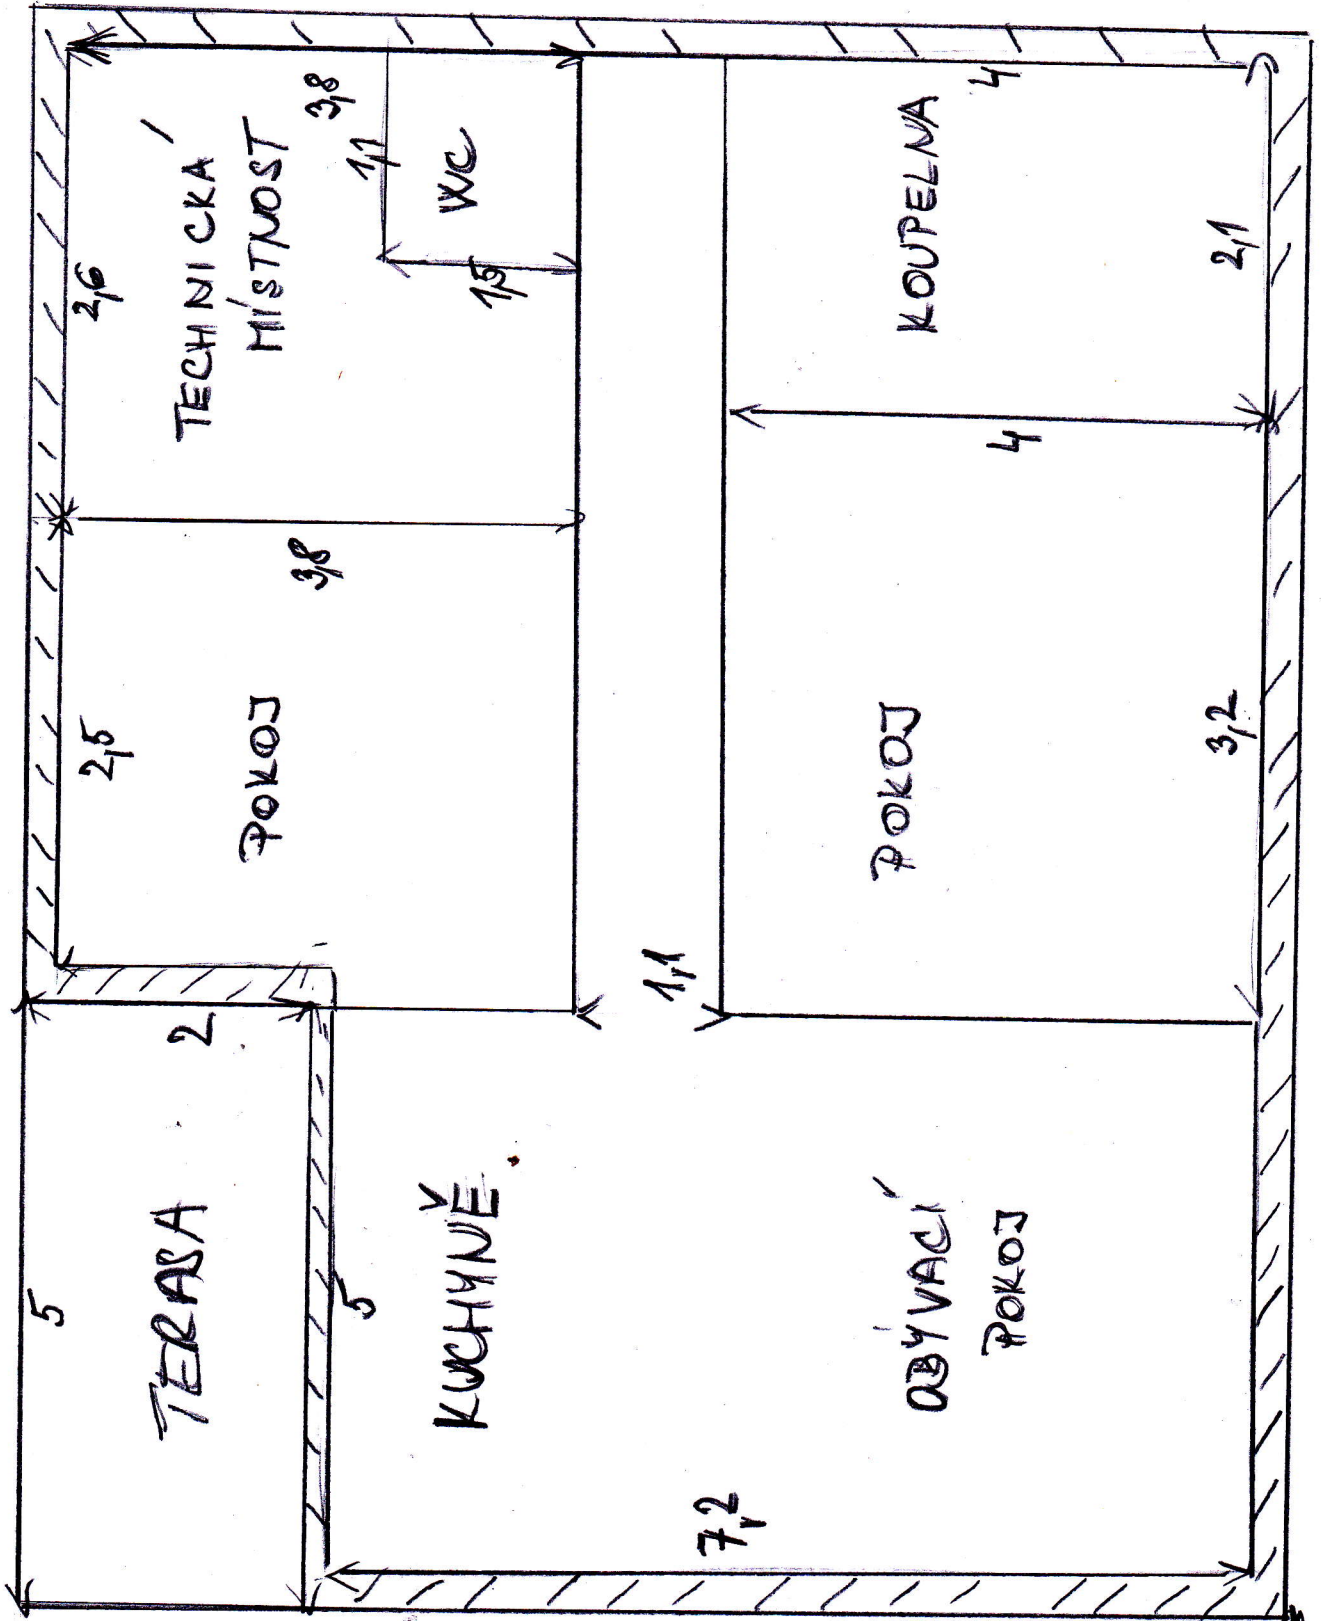 5
TERASA
2
5
KUCHYNĚ
7,2
OBÝVACÍ
POKOJ
2,5
POKOJ
3,8
1,1
POKOJ
3,2
4
2,6
TECHNICKÁ
MÍSTNOST
3,8
1,1
WC
1,5
KOUPELNA
4
2,1